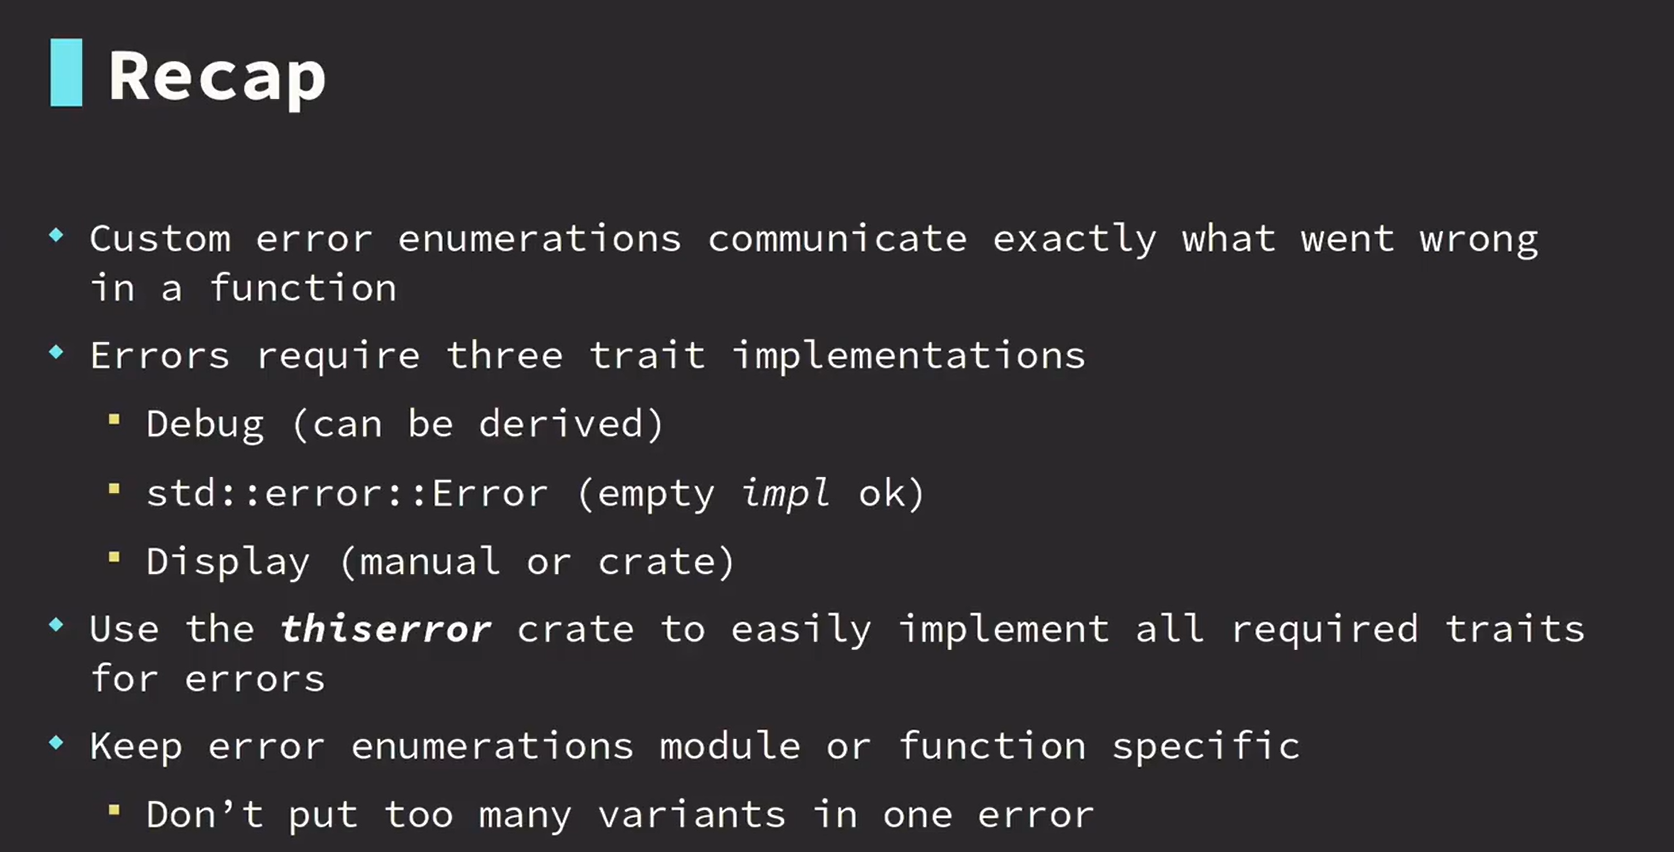 Recap
Custom error enumerations communicate exactly what went wrong
in a function
Errors require three trait implementations
Debug (can be derived)
std::error::Error (empty impl ok)
Display (manual or crate)
Use the thiserror crate to easily implement all required traits
for errors
Keep error enumerations module or function specific
Don’t put too many variants in one error